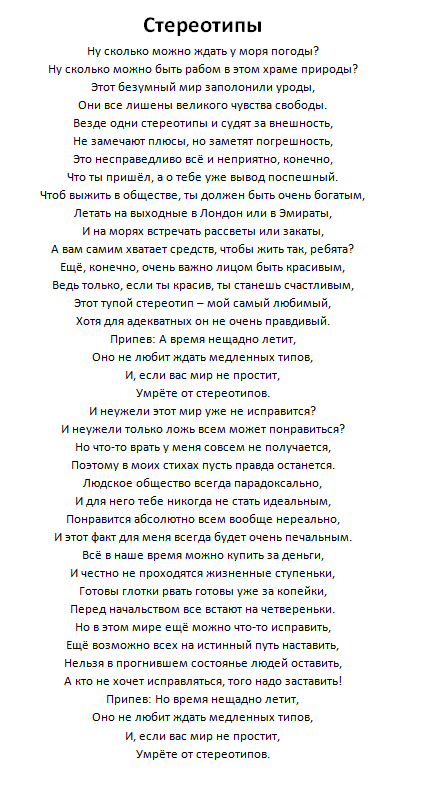 Стереотипы
Ну сколько можно ждать у моря погоды?
Ну сколько можно быть рабом в этом храме природы?
Этот безумный мир заполонили уроды,
Они все лишены великого чувства свободы.
Везде одни стереотипы и судят за внешность,
Не замечают плюсы, но заметят погрешность,
Это несправедливо всё и неприятно, конечно,
Что ты пришёл, а о тебе уже вывод поспешный.
Чтоб выжить в обществе, ты должен быть очень богатым,
Летать на выходные в Лондон или в Эмираты,
И на морях встречать рассветы или закаты,
А вам самим хватает средств, чтобы жить так, ребята?
Ещё, конечно, очень важно лицом быть красивым,
Ведь только, если ты красив, ты станешь счастливым,
Этот тупой стереотип – мой самый любимый,
Хотя для адекватных он не очень правдивый.
Припев: А время нещадно летит,
Оно не любит ждать медленных типов,
И, если вас мир не простит,
Умрёте от стереотипов.
И неужели этот мир уже не исправится?
И неужели только ложь всем может понравиться?
Но что-то врать у меня совсем не получается,
Поэтому в моих стихах пусть правда останется.
Людское общество всегда парадоксально,
И для него тебе никогда не стать идеальным,
Понравится абсолютно всем вообще нереально,
И этот факт для меня всегда будет очень печальным.
Всё в наше время можно купить за деньги,
И честно не проходятся жизненные ступеньки,
Готовы глотки рвать готовы уже за копейки,
Перед начальством все встают на четвереньки.
Но в этом мире ещё можно что-то исправить,
Ещё возможно всех на истинный путь наставить,
Нельзя в прогнившем состоянье людей оставить,
А кто не хочет исправляться, того надо заставить!
Припев: Но время нещадно летит,
Оно не любит ждать медленных типов,
И, если вас мир не простит,
Умрёте от стереотипов.